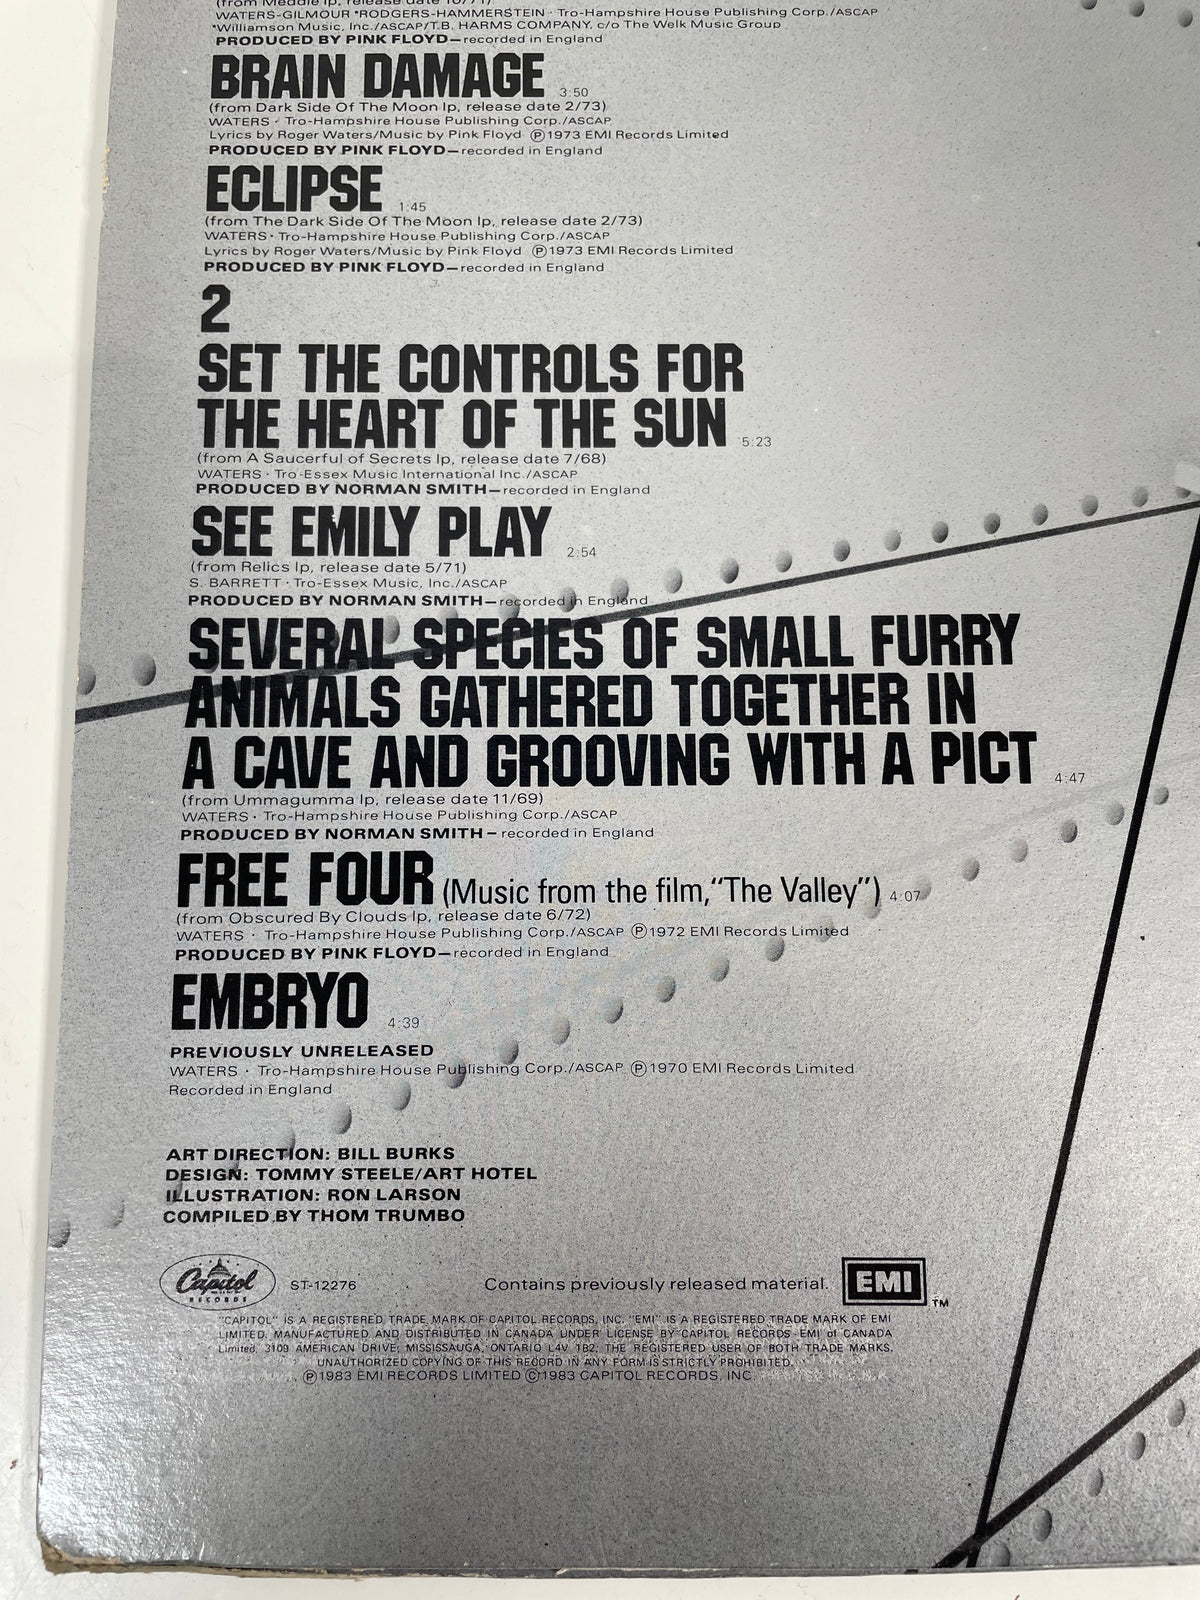 (from Meddle lp, release date 10/71)
WATERS-GILMOUR *RODGERS-HAMMERSTEIN · Tro-Hampshire House Publishing Corp./ASCAP
*Williamson Music, Inc./ASCAP/T.B. HARMS COMPANY, c/o The Welk Music Group
PRODUCED BY PINK FLOYD—recorded in England
BRAIN DAMAGE 3:50
(from Dark Side Of The Moon lp, release date 2/73)
WATERS · Tro-Hampshire House Publishing Corp./ASCAP
Lyrics by Roger Waters/Music by Pink Floyd ℗1973 EMI Records Limited
PRODUCED BY PINK FLOYD—recorded in England
ECLIPSE 1:45
(from The Dark Side Of The Moon lp, release date 2/73)
WATERS · Tro-Hampshire House Publishing Corp./ASCAP
Lyrics by Roger Waters/Music by Pink Floyd ℗1973 EMI Records Limited
PRODUCED BY PINK FLOYD—recorded in England
2
SET THE CONTROLS FOR
THE HEART OF THE SUN 5:23
(from A Saucerful of Secrets lp, release date 7/68)
WATERS · Tro-Essex Music International Inc./ASCAP
PRODUCED BY NORMAN SMITH—recorded in England
SEE EMILY PLAY 2:54
(from Relics lp, release date 5/71)
S. BARRETT · Tro-Essex Music, Inc./ASCAP
PRODUCED BY NORMAN SMITH—recorded in England
SEVERAL SPECIES OF SMALL FURRY
ANIMALS GATHERED TOGETHER IN
A CAVE AND GROOVING WITH A PICT 4:47
(from Ummagumma lp, release date 11/69)
WATERS · Tro-Hampshire House Publishing Corp./ASCAP
PRODUCED BY NORMAN SMITH—recorded in England
FREE FOUR (Music from the film, "The Valley") 4:07
(from Obscured By Clouds lp, release date 6/72)
WATERS · Tro-Hampshire House Publishing Corp./ASCAP ℗1972 EMI Records Limited
PRODUCED BY PINK FLOYD—recorded in England
EMBRYO 4:39
PREVIOUSLY UNRELEASED
WATERS · Tro-Hampshire House Publishing Corp./ASCAP ℗1970 EMI Records Limited
Recorded in England
ART DIRECTION: BILL BURKS
DESIGN: TOMMY STEELE/ART HOTEL
ILLUSTRATION: RON LARSON
COMPILED BY THOM TRUMBO
Capitol RECORDS ST-12276 Contains previously released material. EMI ™
"CAPITOL" IS A REGISTERED TRADE MARK OF CAPITOL RECORDS, INC. "EMI" IS A REGISTERED TRADE MARK OF EMI
LIMITED. MANUFACTURED AND DISTRIBUTED IN CANADA UNDER LICENSE BY CAPITOL RECORDS - EMI of CANADA
Limited, 3109 AMERICAN DRIVE, MISSISSAUGA, ONTARIO L4V 1B2, THE REGISTERED USER OF BOTH TRADE MARKS.
UNAUTHORIZED COPYING OF THIS RECORD IN ANY FORM IS STRICTLY PROHIBITED.
℗1983 EMI RECORDS LIMITED ©1983 CAPITOL RECORDS, INC.